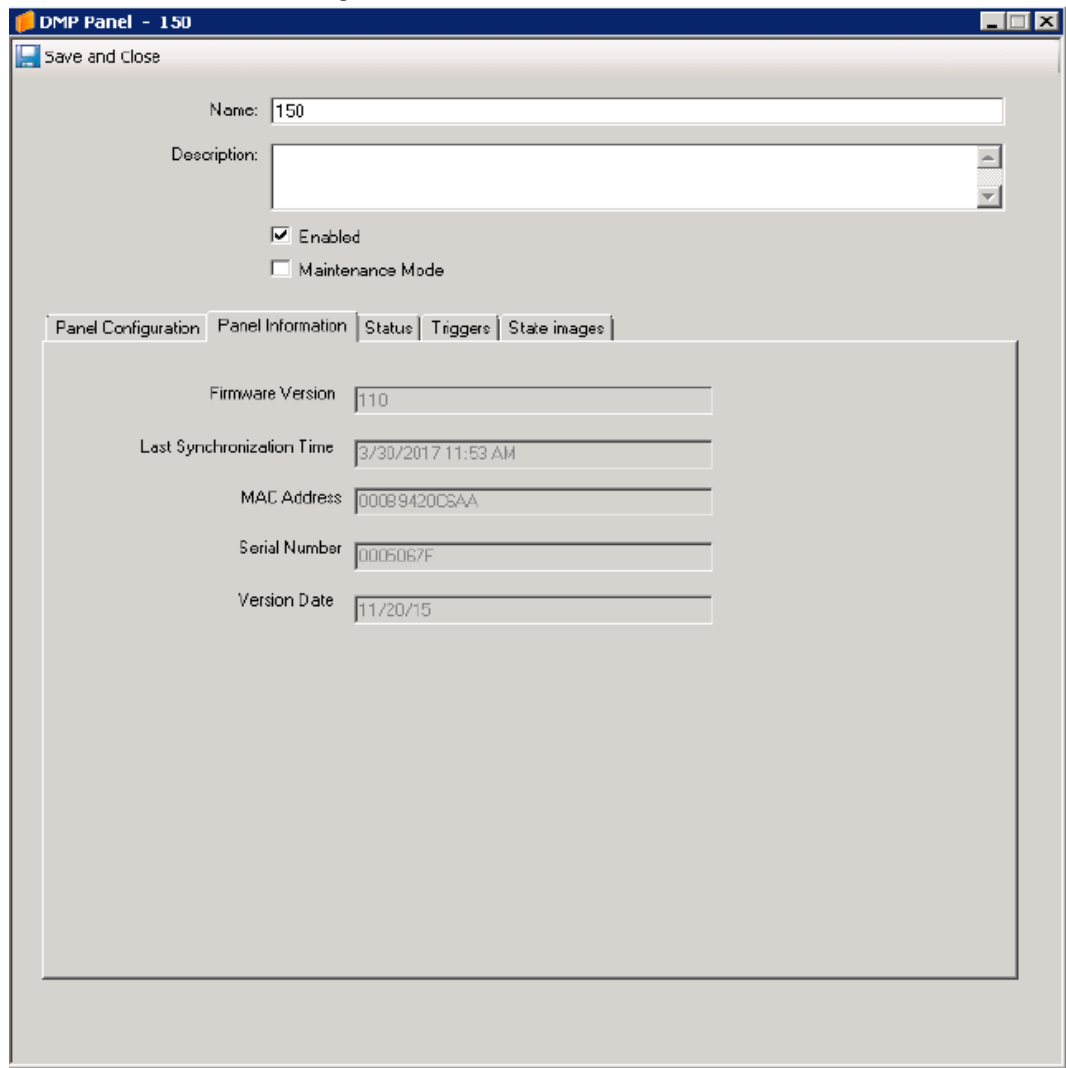 DMP Panel - 150
Save and Close
Name: 150
Description:
Enabled
Maintenance Mode
Panel Configuration Panel Information Status Triggers State images
Firmware Version 110
Last Synchronization Time 3/30/2017 11:53 AM
MAC Address 00089420C6AA
Serial Number 0005067F
Version Date 11/20/15